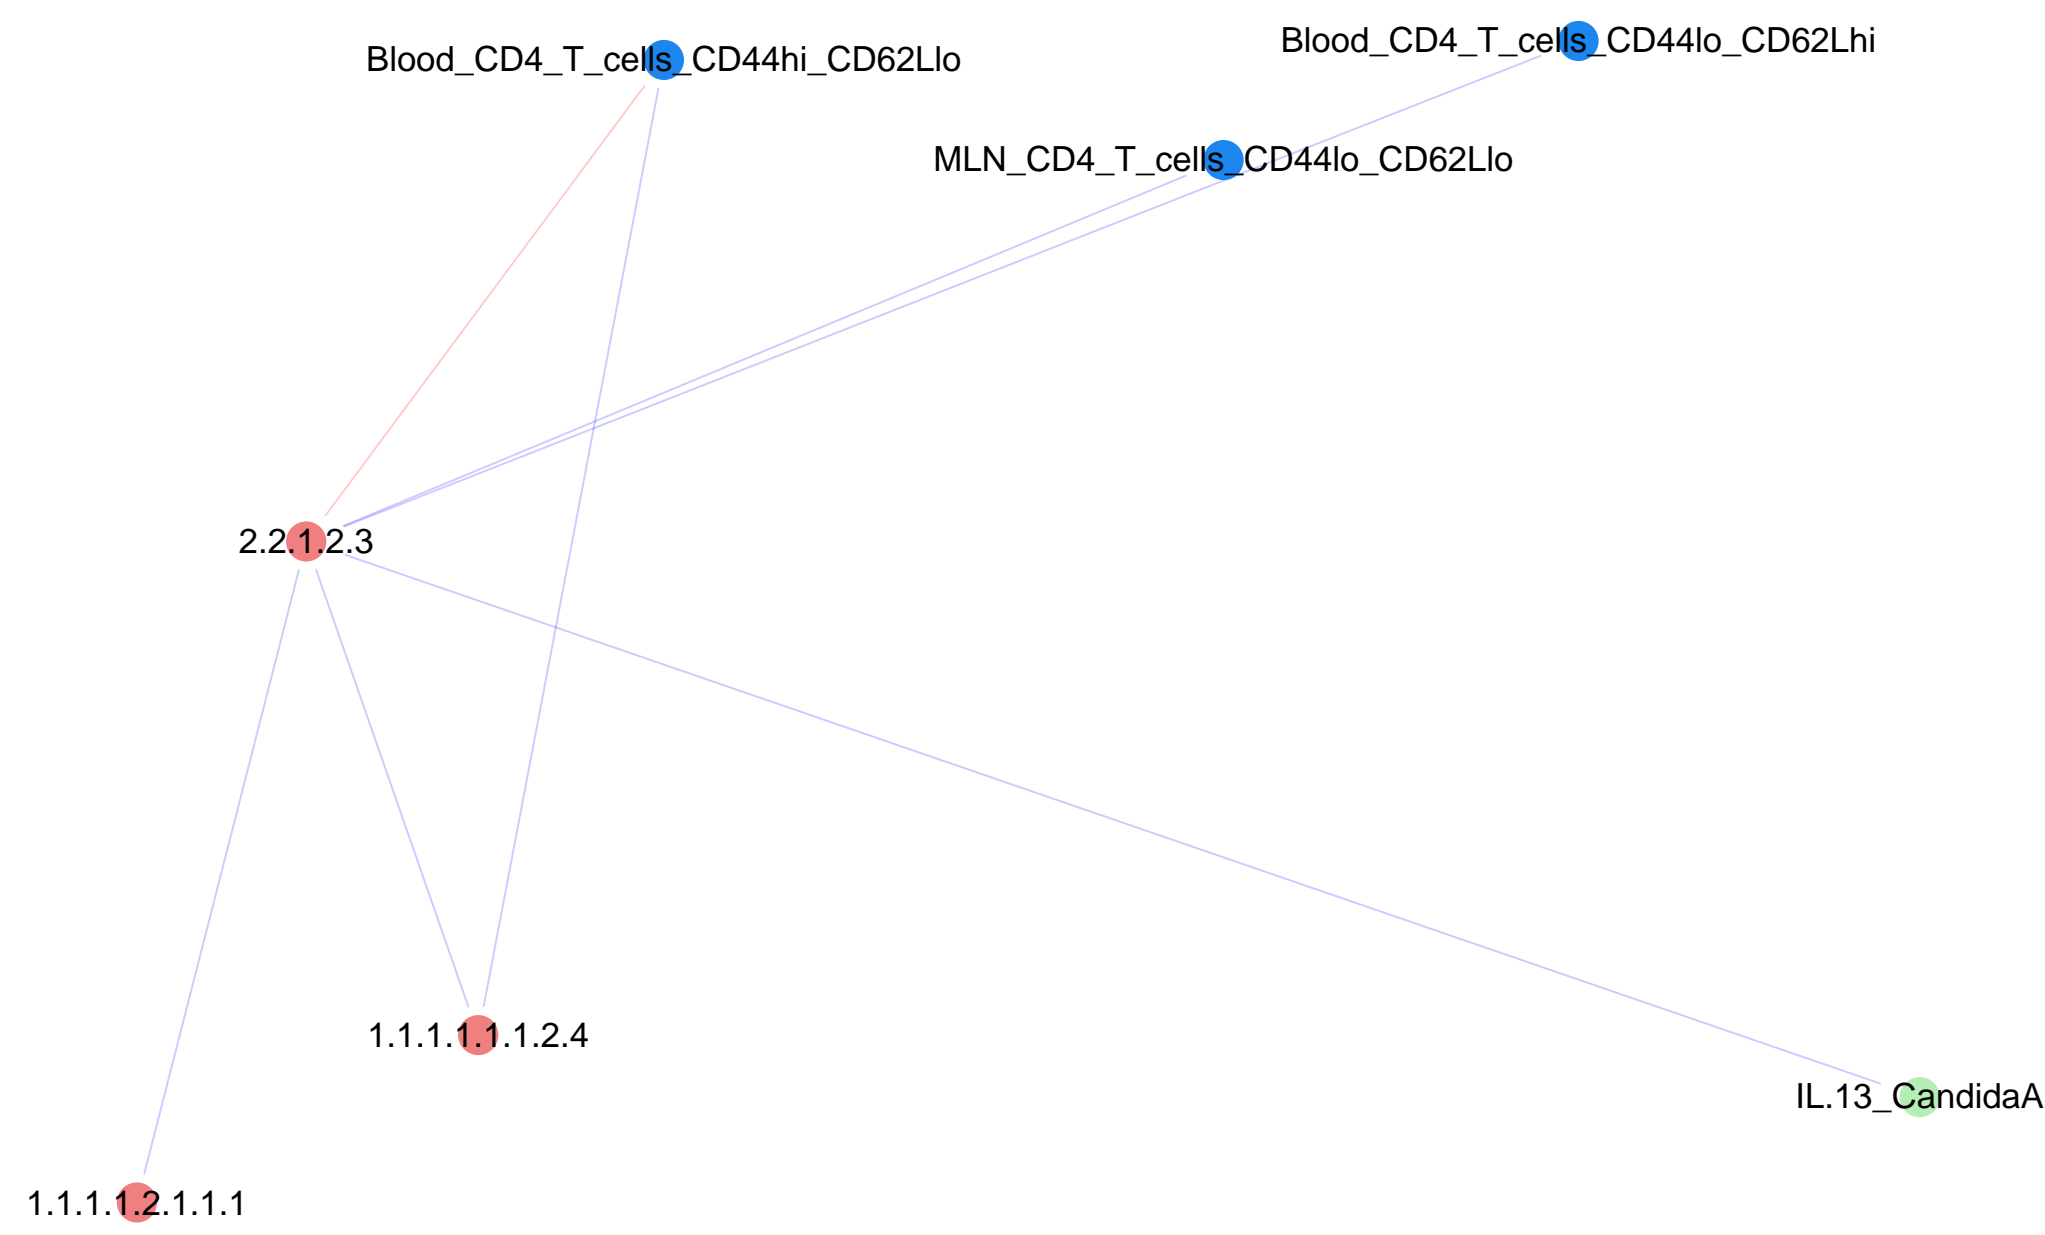 Blood_CD4_T_cells_CD44lo_CD62Lhi
Blood_CD4_T_cells_CD44hi_CD62Llo
MLN_CD4_T_cells_CD44lo_CD62Llo
2.2.1.2.3
1.1.1.1.1.1.2.4
IL.13_CandidaA
1.1.1.1.2.1.1.1